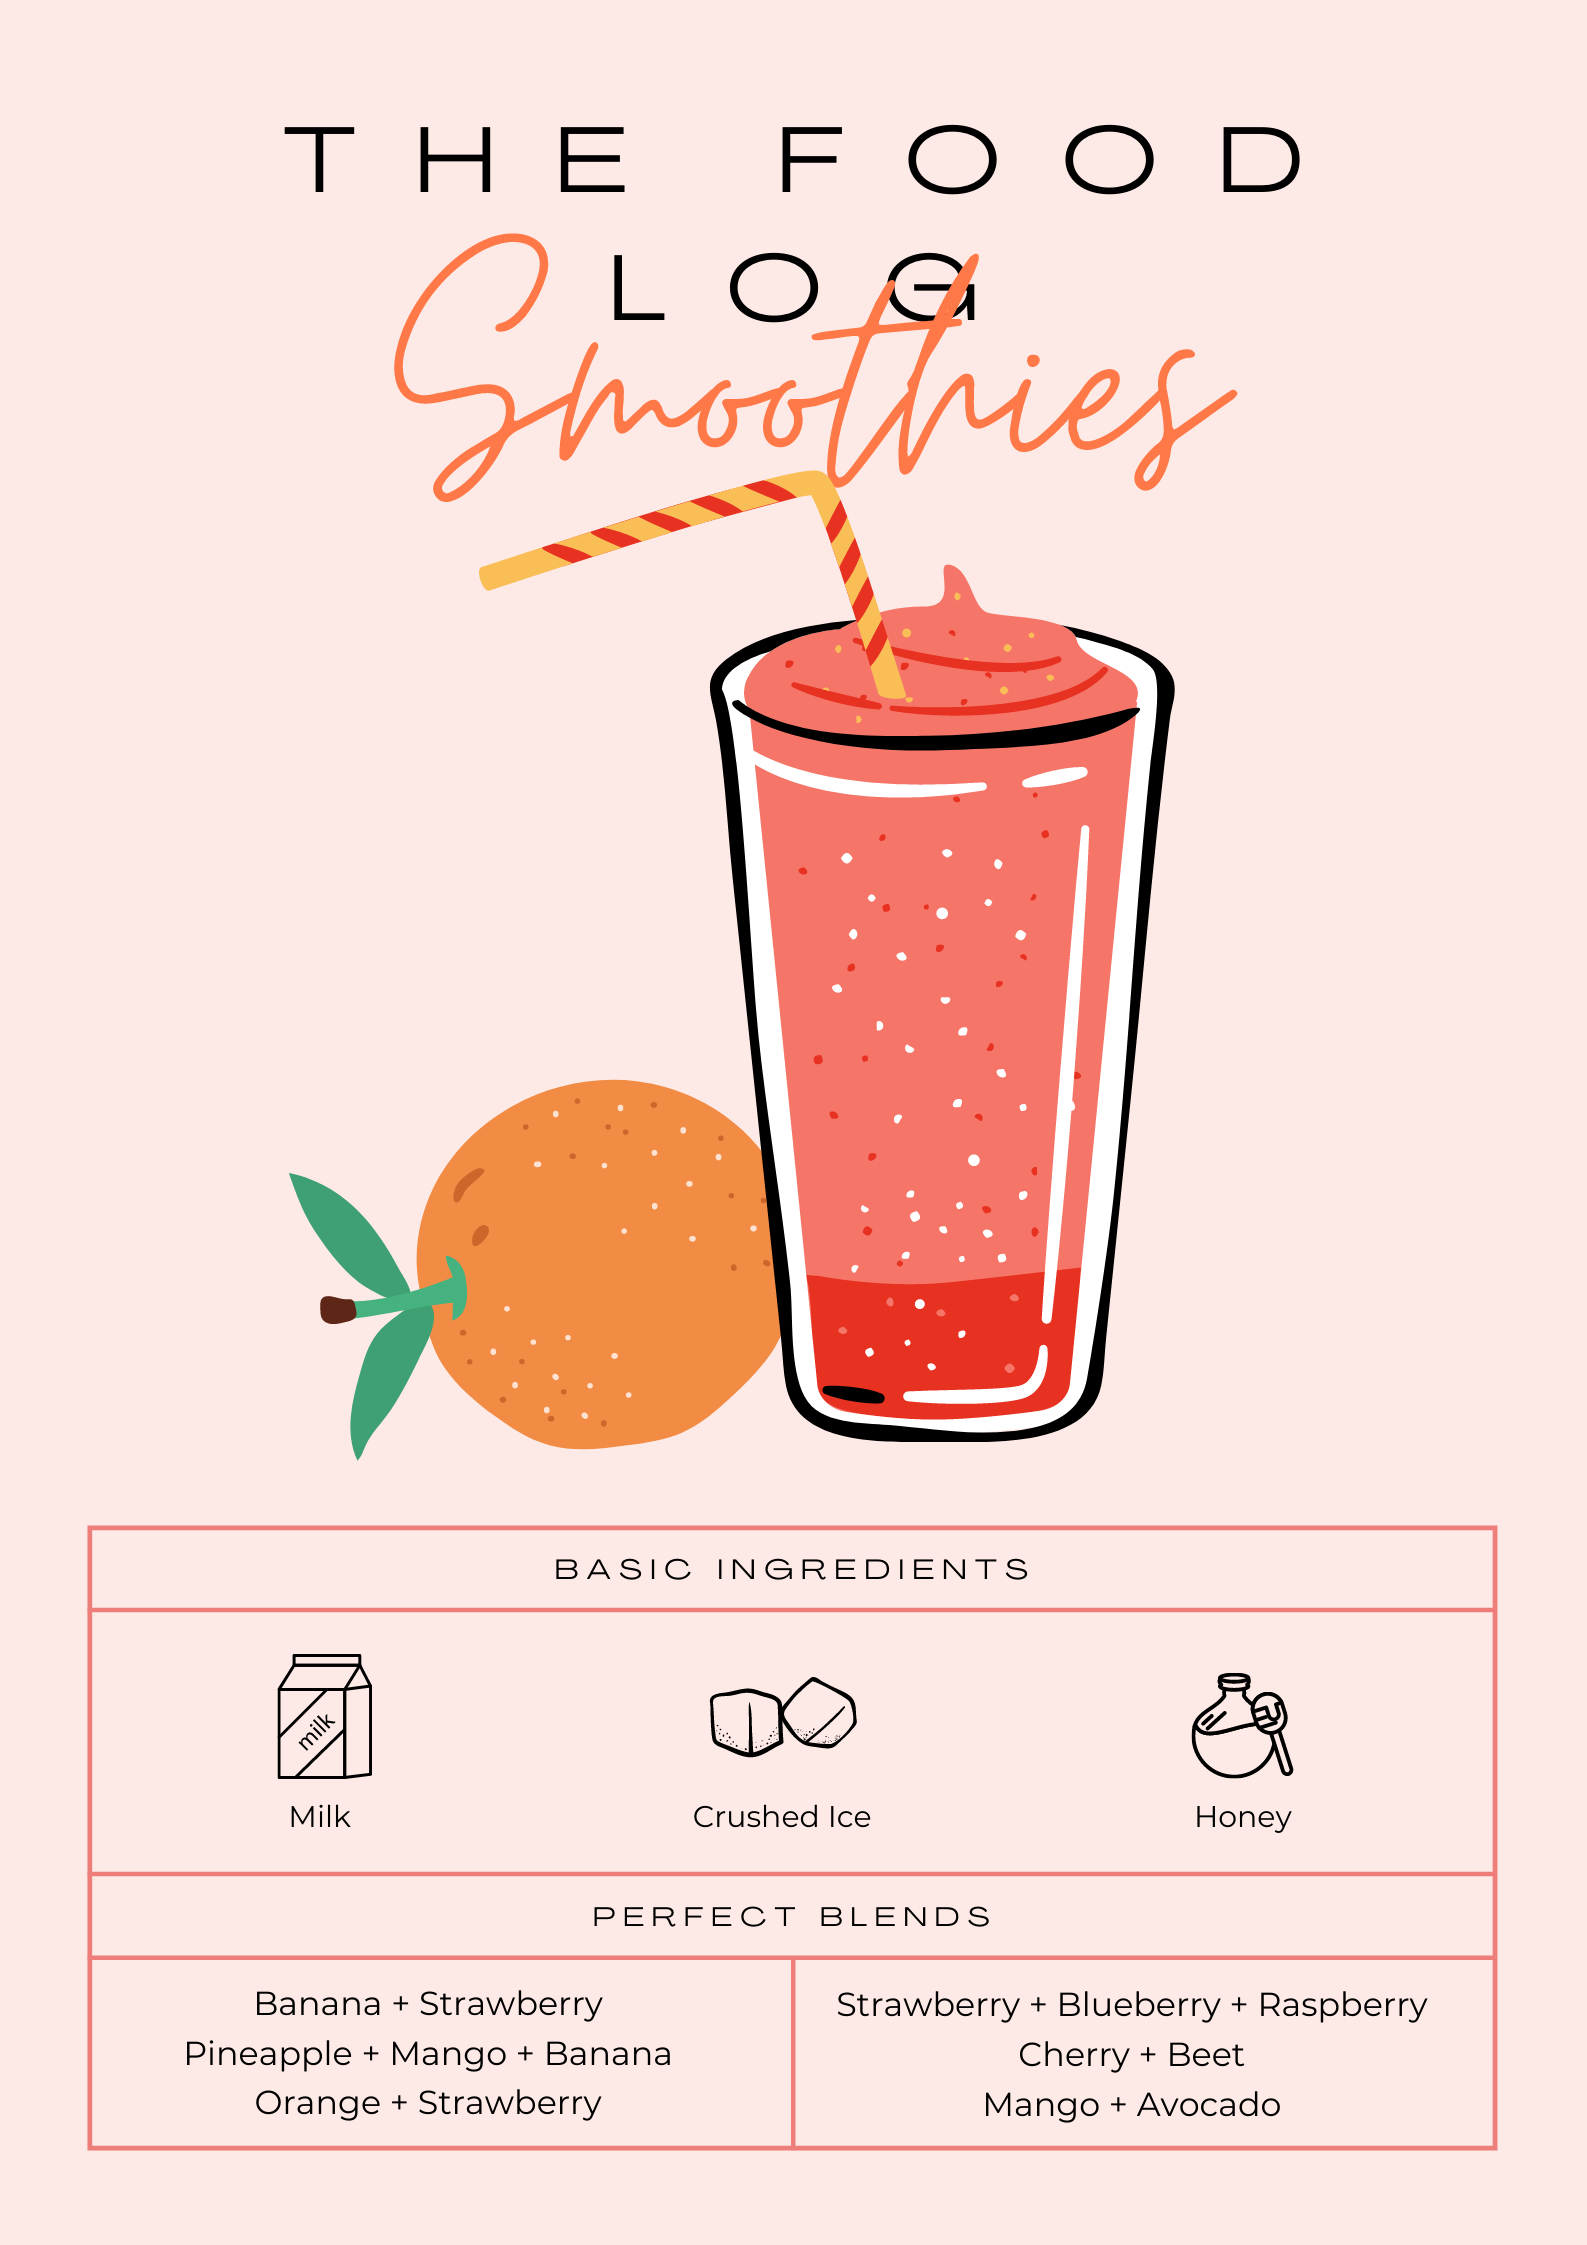 THE FOOD
LOG
Smoothies
BASIC INGREDIENTS
milk
Milk
Crushed Ice
Honey
PERFECT BLENDS
Banana + Strawberry
Pineapple + Mango + Banana
Orange + Strawberry
Strawberry + Blueberry + Raspberry
Cherry + Beet
Mango + Avocado